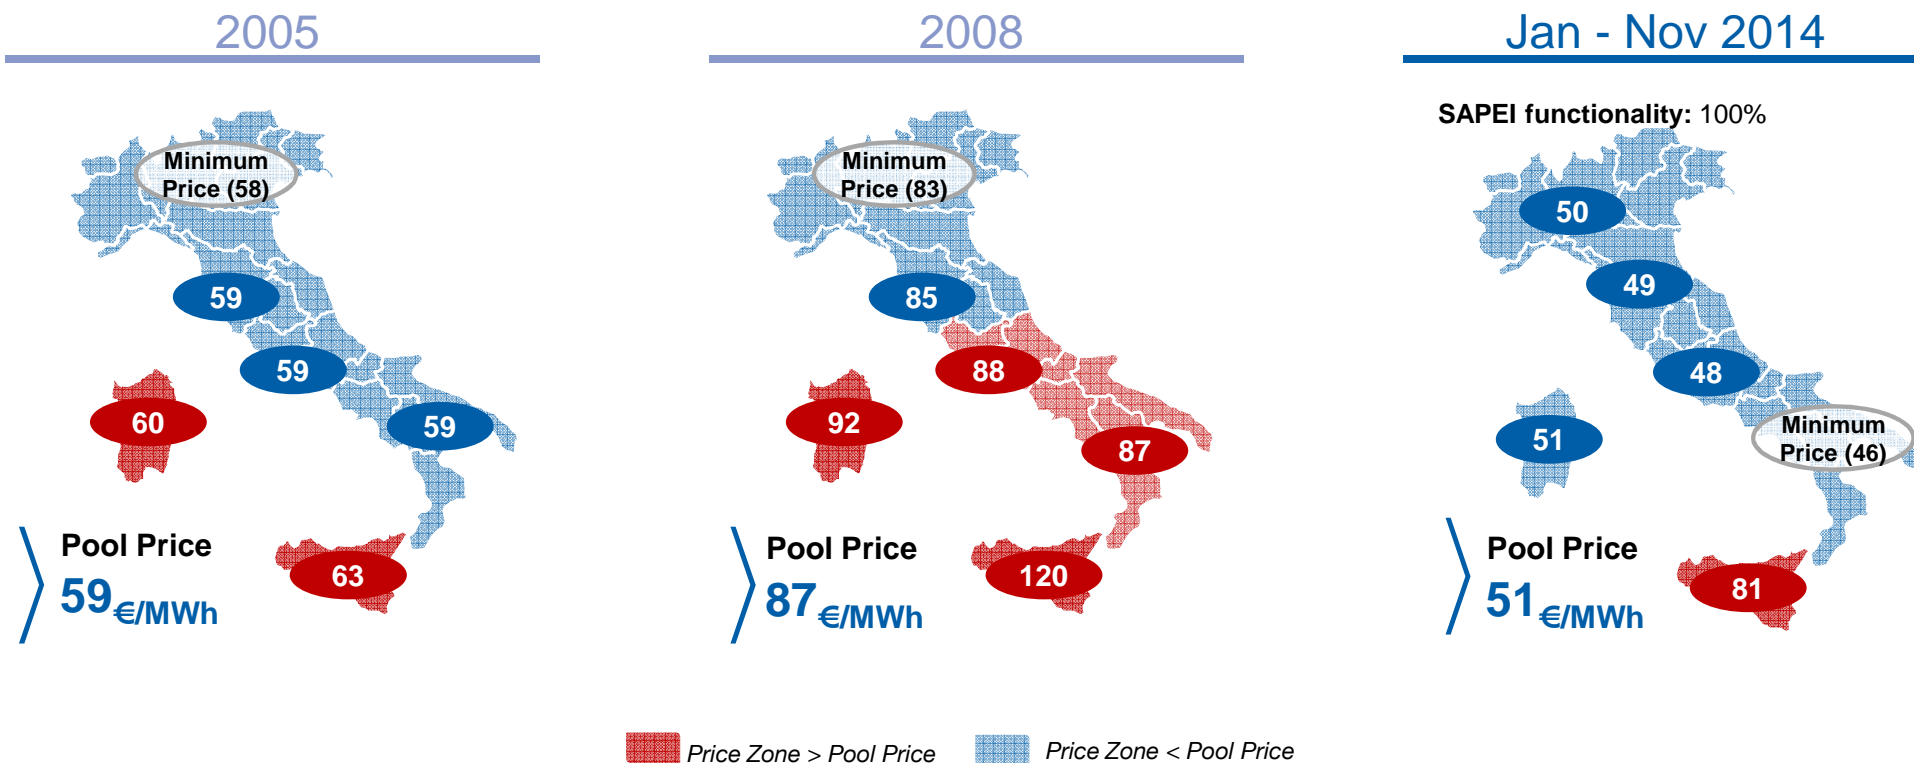 2005
Minimum
Price (58)
59
59
60
59
Pool Price
59 €/MWh
63
2008
Minimum
Price (83)
85
88
92
87
Pool Price
87 €/MWh
120
Jan - Nov 2014
SAPEI functionality: 100%
50
49
48
51
Minimum
Price (46)
Pool Price
51 €/MWh
81
Price Zone > Pool Price
Price Zone < Pool Price